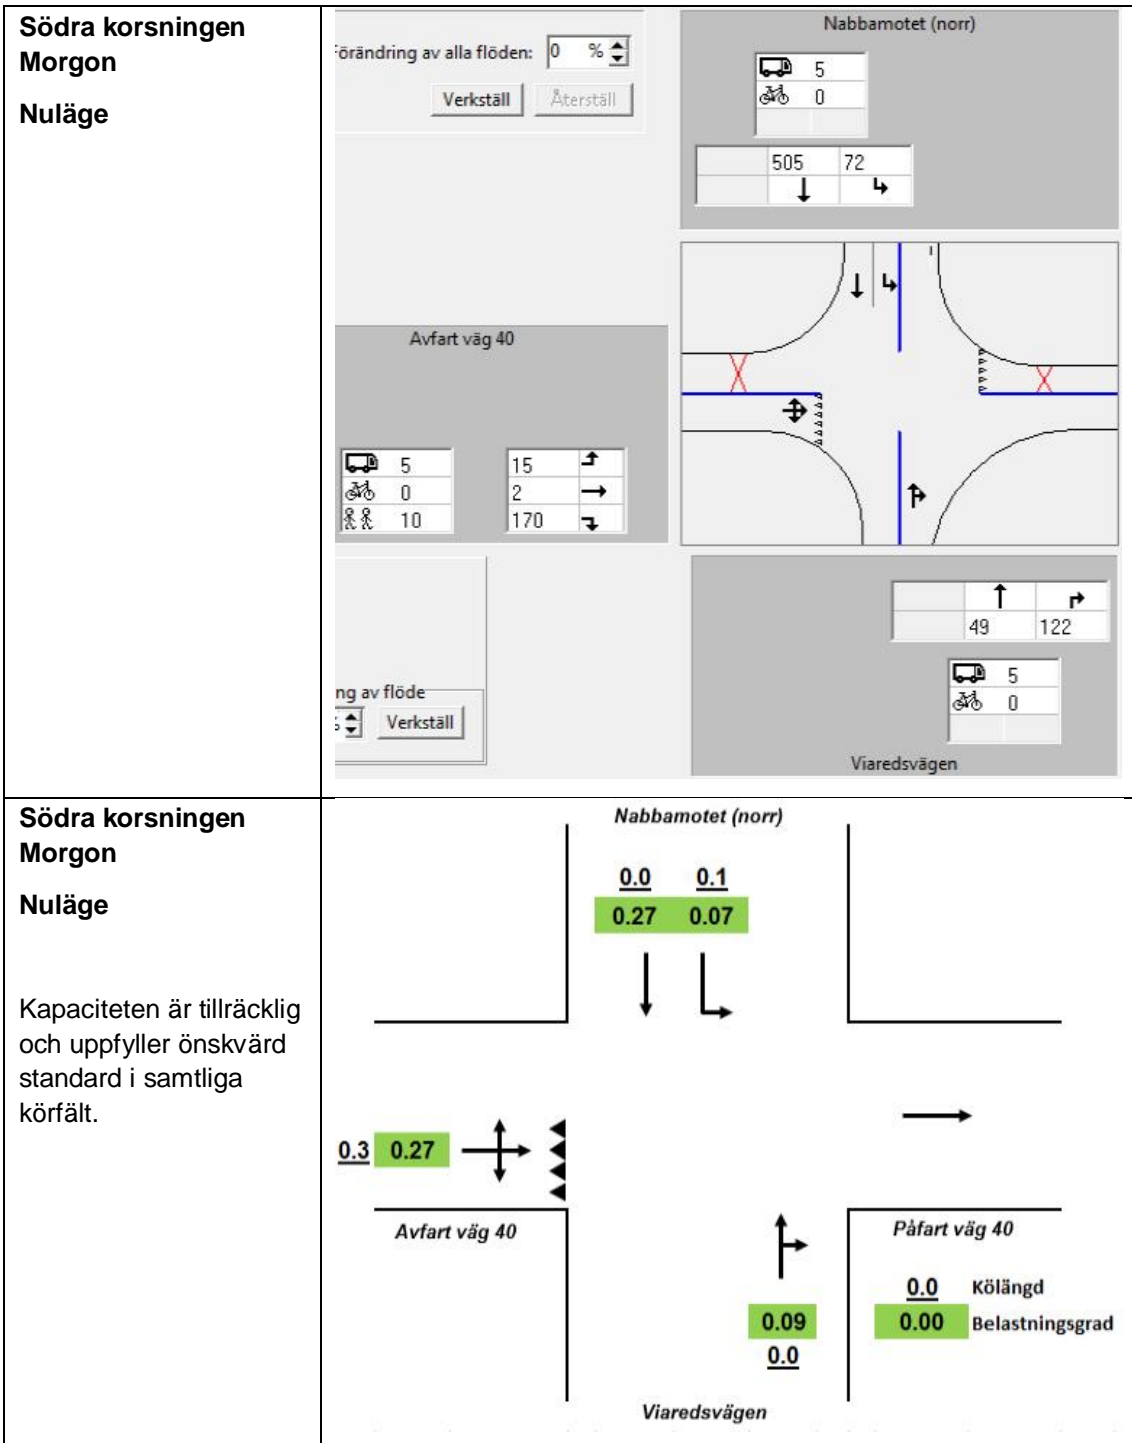 Södra korsningen
Morgon
Nuläge
örändring av alla flöden: 0 %
Verkställ Återställ
Nabbamotet (norr)
5
0
505 72
Avfart väg 40
5
0
10
15
2
170
49 122
5
0
Viaredsvägen
ng av flöde
% Verkställ
Södra korsningen
Morgon
Nuläge
Kapaciteten är tillräcklig
och uppfyller önskvärd
standard i samtliga
körfält.
Nabbamotet (norr)
0.0 0.1
0.27 0.07
0.3 0.27
Avfart väg 40
Påfart väg 40
0.0 Kölängd
0.00 Belastningsgrad
0.09
0.0
Viaredsvägen